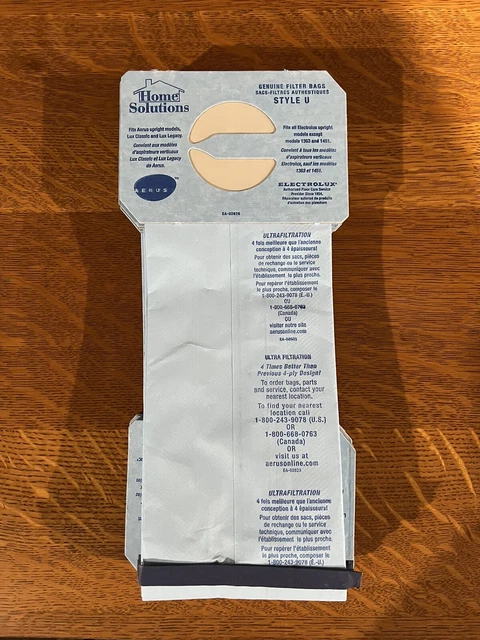 Home
Solutions
Fits Aerus upright models,
Lux Classic and Lux Legacy.
Convient aux modèles
d'aspirateurs verticaux
Lux Classic et Lux Legacy
de Aerus.
AERUS
GENUINE FILTER BAGS
SACS-FILTRES AUTHENTIQUES
STYLE U
Fits all Electrolux upright
models except
models 1363 and 1451.
Convient à tous les modèles
d'aspirateurs verticaux
Electrolux, sauf les modèles
1363 et 1451.
ELECTROLUX
Authorized Floor Care Service
Provider Since 1924.
ULTRAFILTRATION
4 fois meilleure que l'ancienne
conception à 4 épaisseurs!
Pour obtenir des sacs, pièces
de rechange ou le service
technique, communiquer avec
l'établissement le plus proche.
Pour repérer l'établissement
le plus proche, composer le
1-800-243-9078 (E.-U.)
OU
1-800-668-0763
(Canada)
OU
visiter notre site
aerusonline.com
ULTRA FILTRATION
4 Times Better Than
Previous 4-ply Design!
To order bags, parts
and service, contact your
nearest location.
To find your nearest
location call
1-800-243-9078 (U.S.)
OR
1-800-668-0763
(Canada)
OR
visit us at
aerusonline.com
ULTRAFILTRATION
4 fois meilleure que l'ancienne
conception à 4 épaisseurs!
Pour obtenir des sacs, pièces
de rechange ou le service
technique, communiquer avec
l'établissement le plus proche.
Pour repérer l'établissement
le plus proche, composer le
1-800-243-9078 (E.-U.)